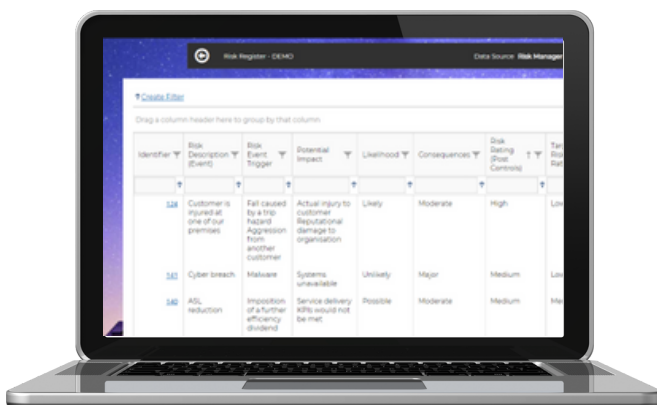 Risk Register - DEMO
Data Source Risk Manager
Create Filter
Drag a column header here to group by that column
Identifier
Risk
Description
(Event)
Risk
Event
Trigger
Potential
Impact
Likelihood
Consequences
Risk
Rating
(Post
Controls)
Tar
Ris
Rat
124
Customer is
injured at
one of our
premises
Fall caused
by a trip
hazard
Aggression
from
another
customer
Actual injury to
customer
Reputational
damage to
organisation
Likely
Moderate
High
Low
141
Cyber breach
Malware
Systems
unavailable
Unlikely
Major
Medium
Low
140
ASL
reduction
Imposition
of a further
efficiency
dividend
Service delivery
KPIs would not
be met
Possible
Moderate
Medium
Med